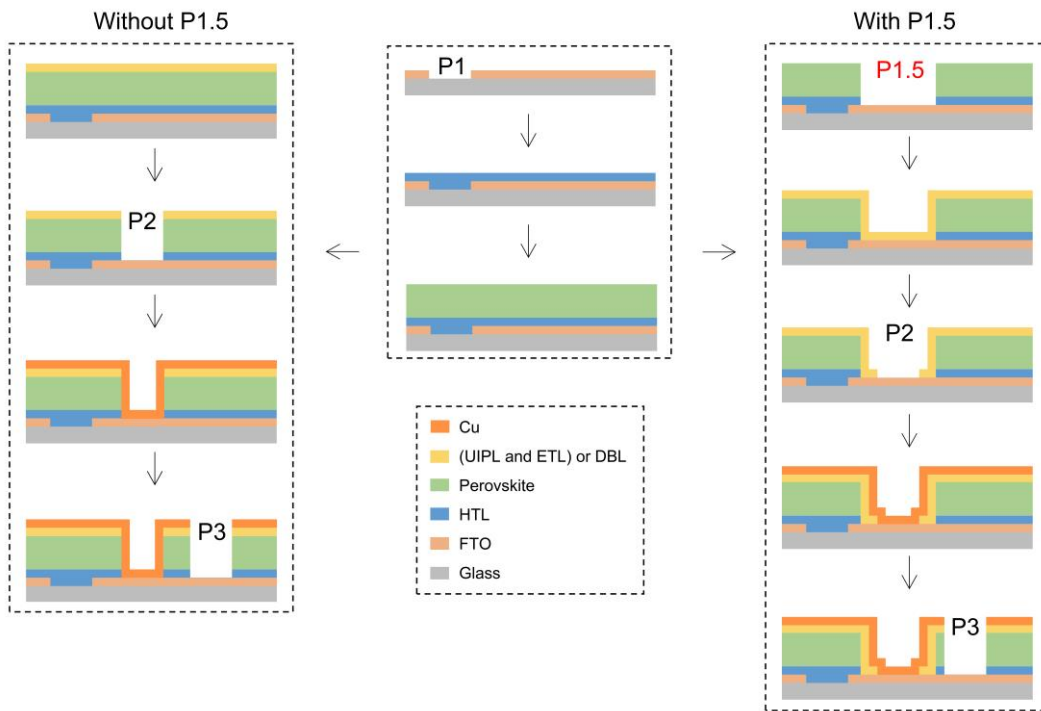 Without P1.5
P2
P3
P1
Cu
(UIPL and ETL) or DBL
Perovskite
HTL
FTO
Glass
With P1.5
P1.5
P2
P3